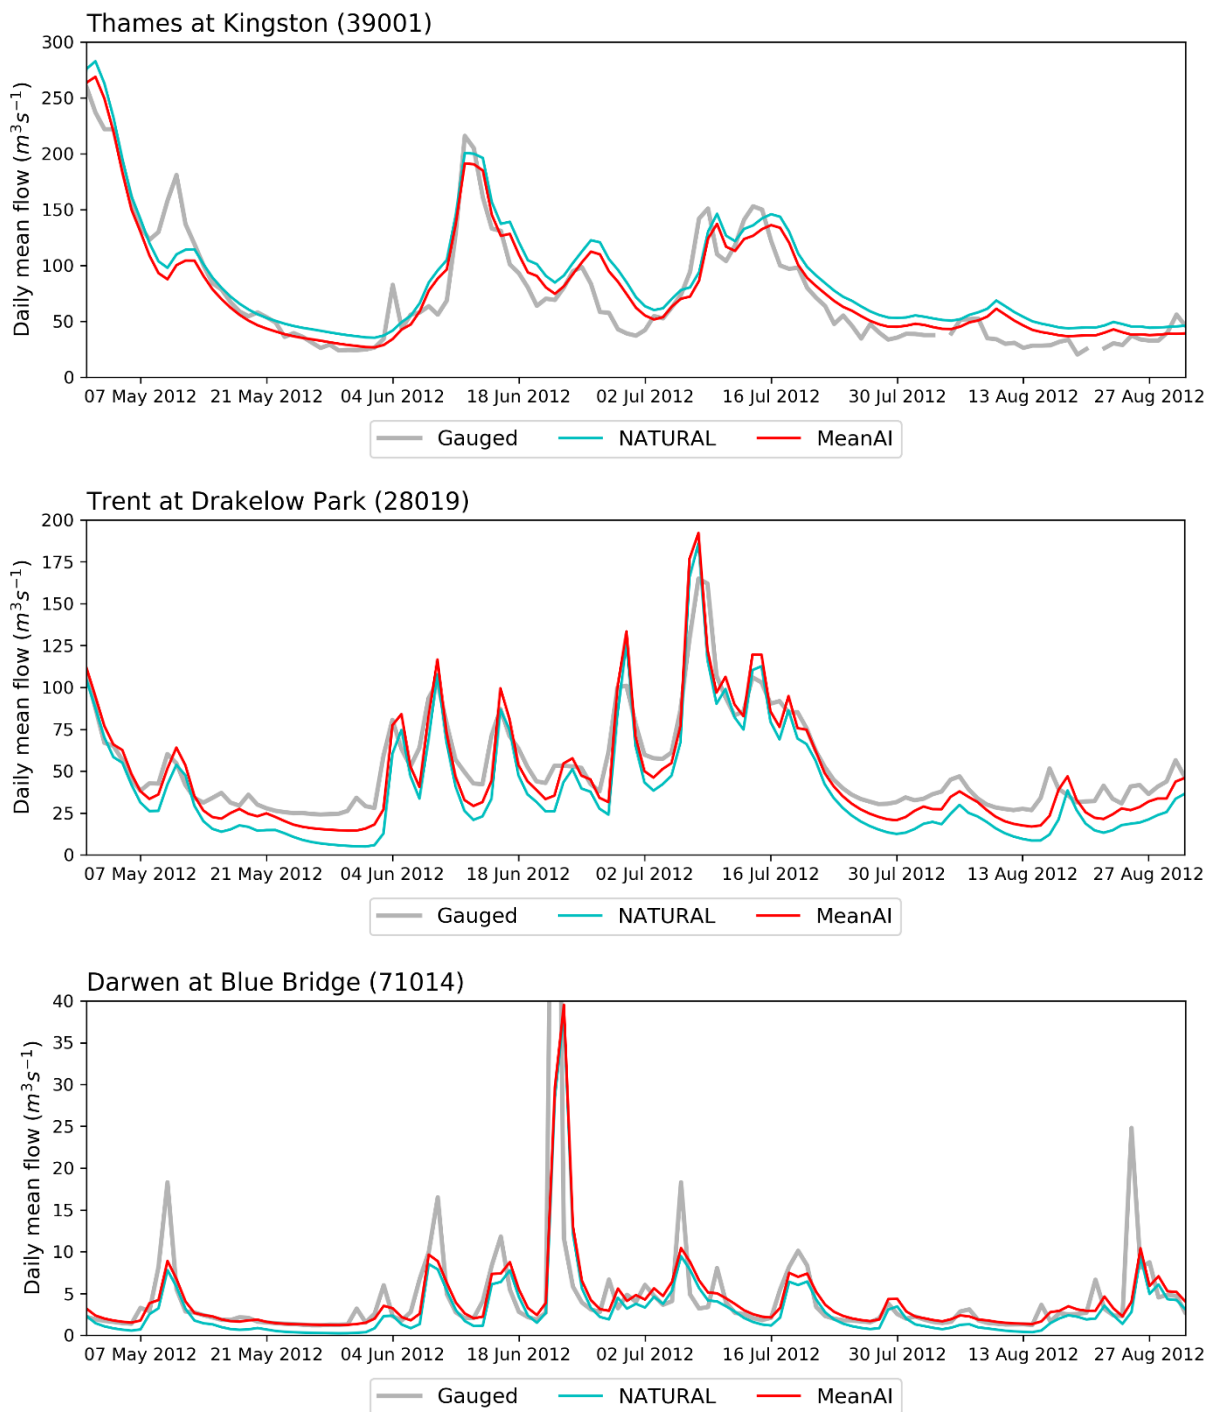 Thames at Kingston (39001)
Daily mean flow (m³s⁻¹)
300
250
200
150
100
50
0
07 May 2012 21 May 2012 04 Jun 2012 18 Jun 2012 02 Jul 2012 16 Jul 2012 30 Jul 2012 13 Aug 2012 27 Aug 2012
Gauged NATURAL MeanAI
Trent at Drakelow Park (28019)
Daily mean flow (m³s⁻¹)
200
175
150
125
100
75
50
25
0
07 May 2012 21 May 2012 04 Jun 2012 18 Jun 2012 02 Jul 2012 16 Jul 2012 30 Jul 2012 13 Aug 2012 27 Aug 2012
Gauged NATURAL MeanAI
Darwen at Blue Bridge (71014)
Daily mean flow (m³s⁻¹)
40
35
30
25
20
15
10
5
0
07 May 2012 21 May 2012 04 Jun 2012 18 Jun 2012 02 Jul 2012 16 Jul 2012 30 Jul 2012 13 Aug 2012 27 Aug 2012
Gauged NATURAL MeanAI